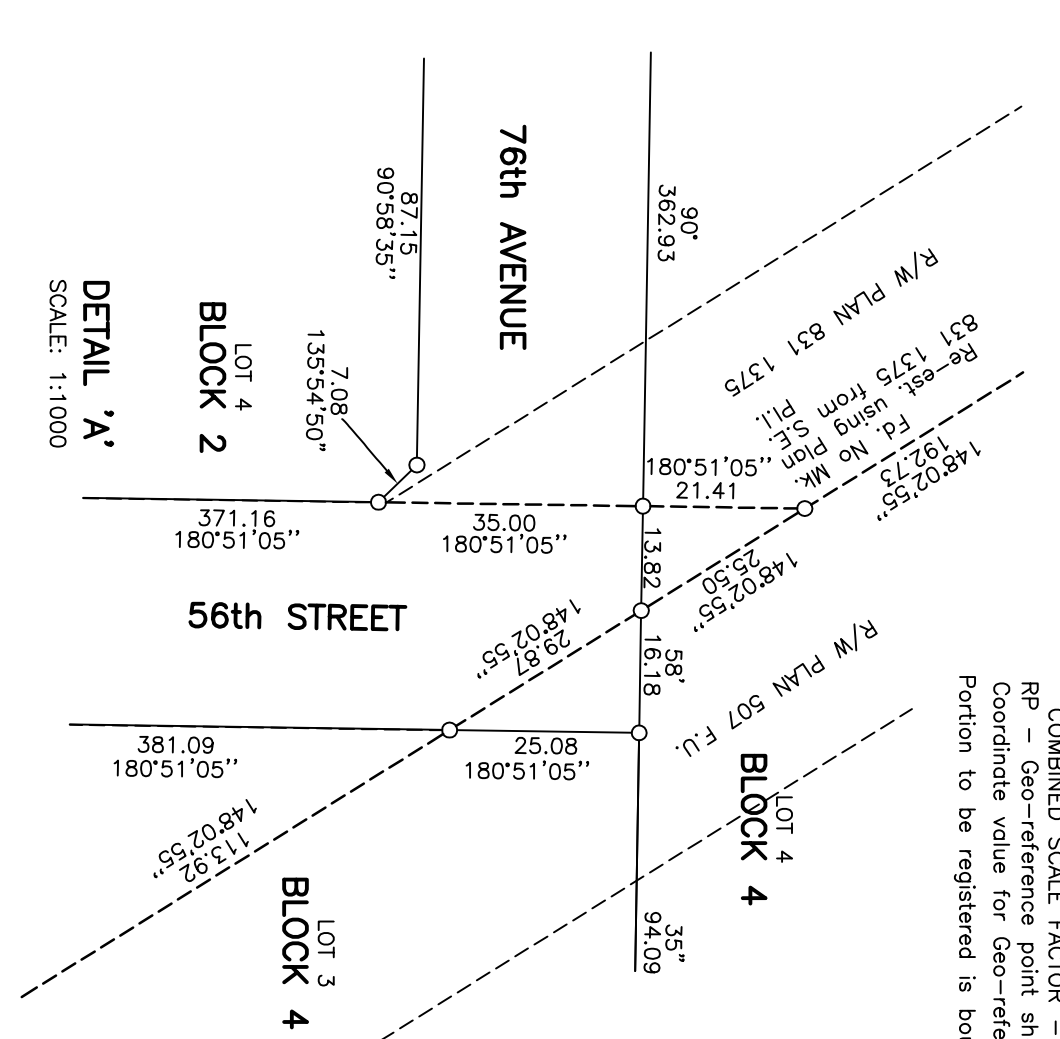 76th AVENUE
87.15
90°58'35"
90°
362.93
R/W PLAN 831 1375
Fd. No Mk.
Re-est. using Plan
831 1375 from S.E.
P.I.
148°02'55"
192.73
180°51'05"
21.41
DETAIL 'A'
SCALE: 1:1000
LOT 4
BLOCK 2
7.08
135°54'50"
371.16
180°51'05"
35.00
180°51'05"
13.82
148°02'55"
25.50
56th STREET
148°02'55"
29.87
58'
16.18
R/W PLAN 507 F.U.
381.09
180°51'05"
25.08
180°51'05"
LOT 4
BLOCK 4
148°02'55"
113.92
LOT 3
BLOCK 4
35"
94.09
COMBINED SCALE FACTOR -
RP - Geo-reference point sh
Coordinate value for Geo-refe
Portion to be registered is bou